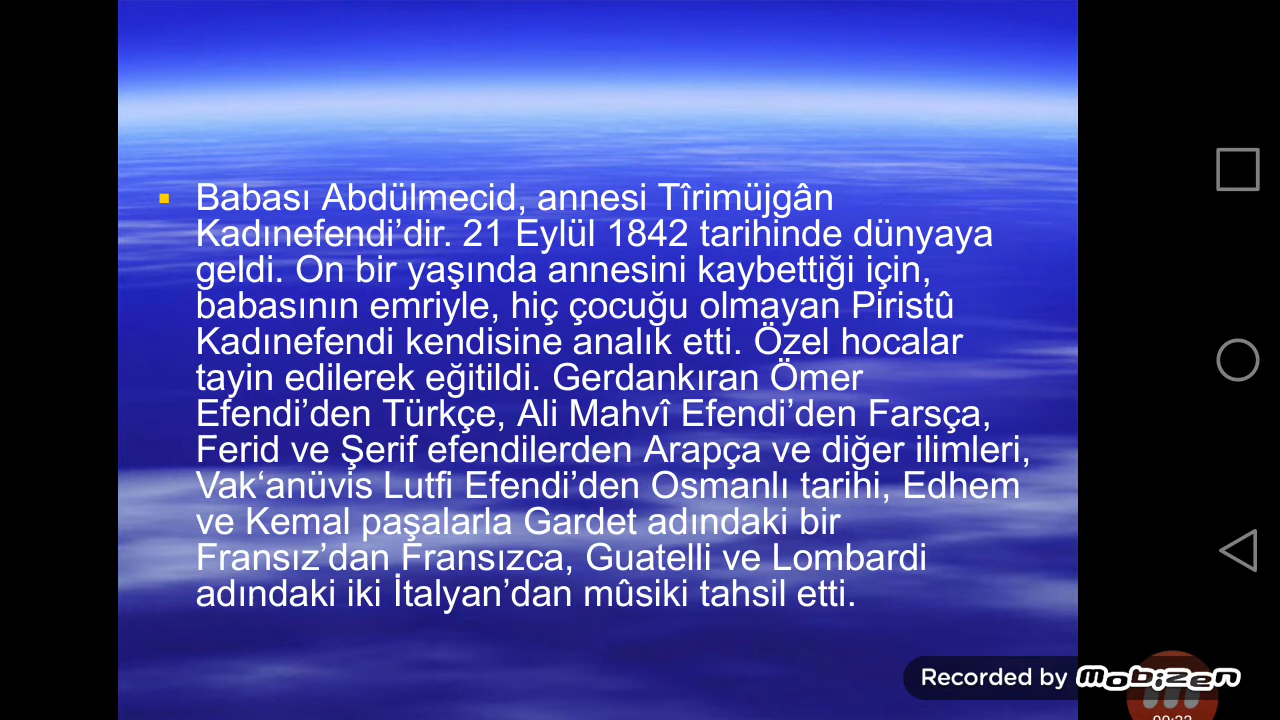 Babası Abdülmecid, annesi Tîrimüjgân
Kadınefendi’dir. 21 Eylül 1842 tarihinde dünyaya
geldi. On bir yaşında annesini kaybettiği için,
babasının emriyle, hiç çocuğu olmayan Piristû
Kadınefendi kendisine analık etti. Özel hocalar
tayin edilerek eğitildi. Gerdankıran Ömer
Efendi’den Türkçe, Ali Mahvî Efendi’den Farsça,
Ferid ve Şerif efendilerden Arapça ve diğer ilimleri,
Vak‘anüvis Lutfi Efendi’den Osmanlı tarihi, Edhem
ve Kemal paşalarla Gardet adındaki bir
Fransız’dan Fransızca, Guatelli ve Lombardi
adındaki iki İtalyan’dan mûsiki tahsil etti.
Recorded by mobizen